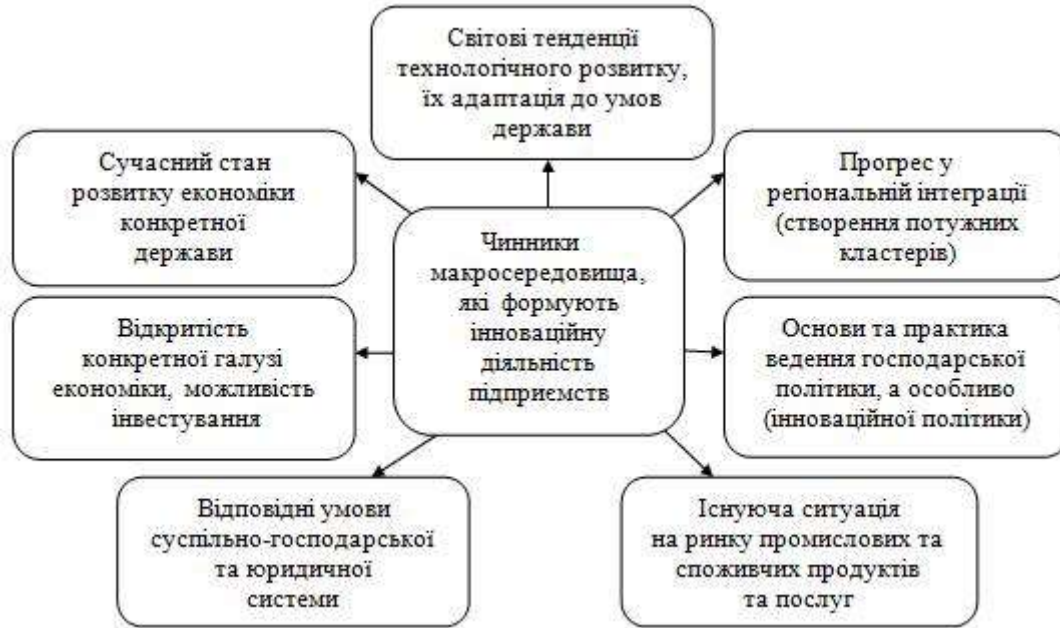 Світові тенденції
технологічного розвитку,
їх адаптація до умов
держави
Сучасний стан
розвитку економіки
конкретної
держави
Прогрес у
регіональній інтеграції
(створення потужних
кластерів)
Чинники
макросередовища,
які формують
інноваційну
діяльність
підприємств
Відкритість
конкретної галузі
економіки, можливість
інвестування
Основи та практика
ведення господарської
політики, а особливо
(інноваційної політики)
Відповідні умови
суспільно-господарської
та юридичної
системи
Існуюча ситуація
на ринку промислових та
споживчих продуктів
та послуг